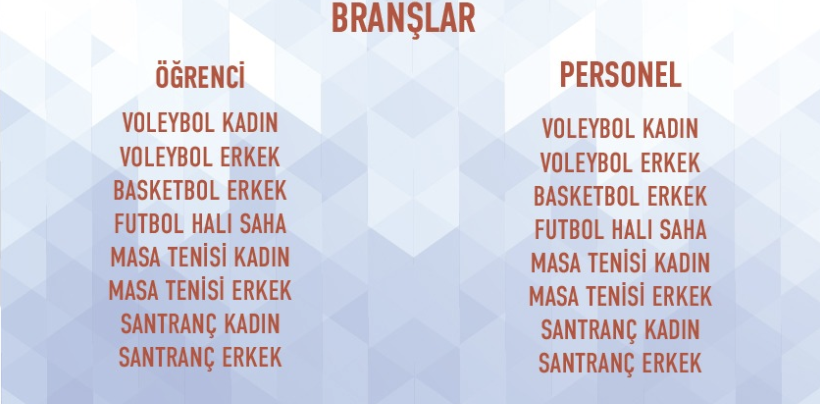 BRANŞLAR
ÖĞRENCİ
VOLEYBOL KADIN
VOLEYBOL ERKEK
BASKETBOL ERKEK
FUTBOL HALI SAHA
MASA TENİSİ KADIN
MASA TENİSİ ERKEK
SANTRANÇ KADIN
SANTRANÇ ERKEK
PERSONEL
VOLEYBOL KADIN
VOLEYBOL ERKEK
BASKETBOL ERKEK
FUTBOL HALI SAHA
MASA TENİSİ KADIN
MASA TENİSİ ERKEK
SANTRANÇ KADIN
SANTRANÇ ERKEK